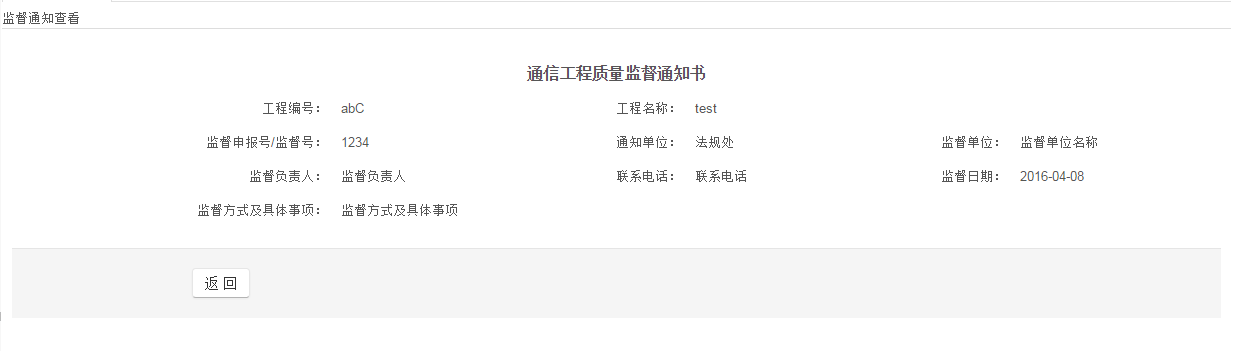 监督通知查看
通信工程质量监督通知书
工程编号： abC 工程名称： test
监督申报号/监督号： 1234 通知单位： 法规处 监督单位： 监督单位名称
监督负责人： 监督负责人 联系电话： 联系电话 监督日期： 2016-04-08
监督方式及具体事项： 监督方式及具体事项
返 回